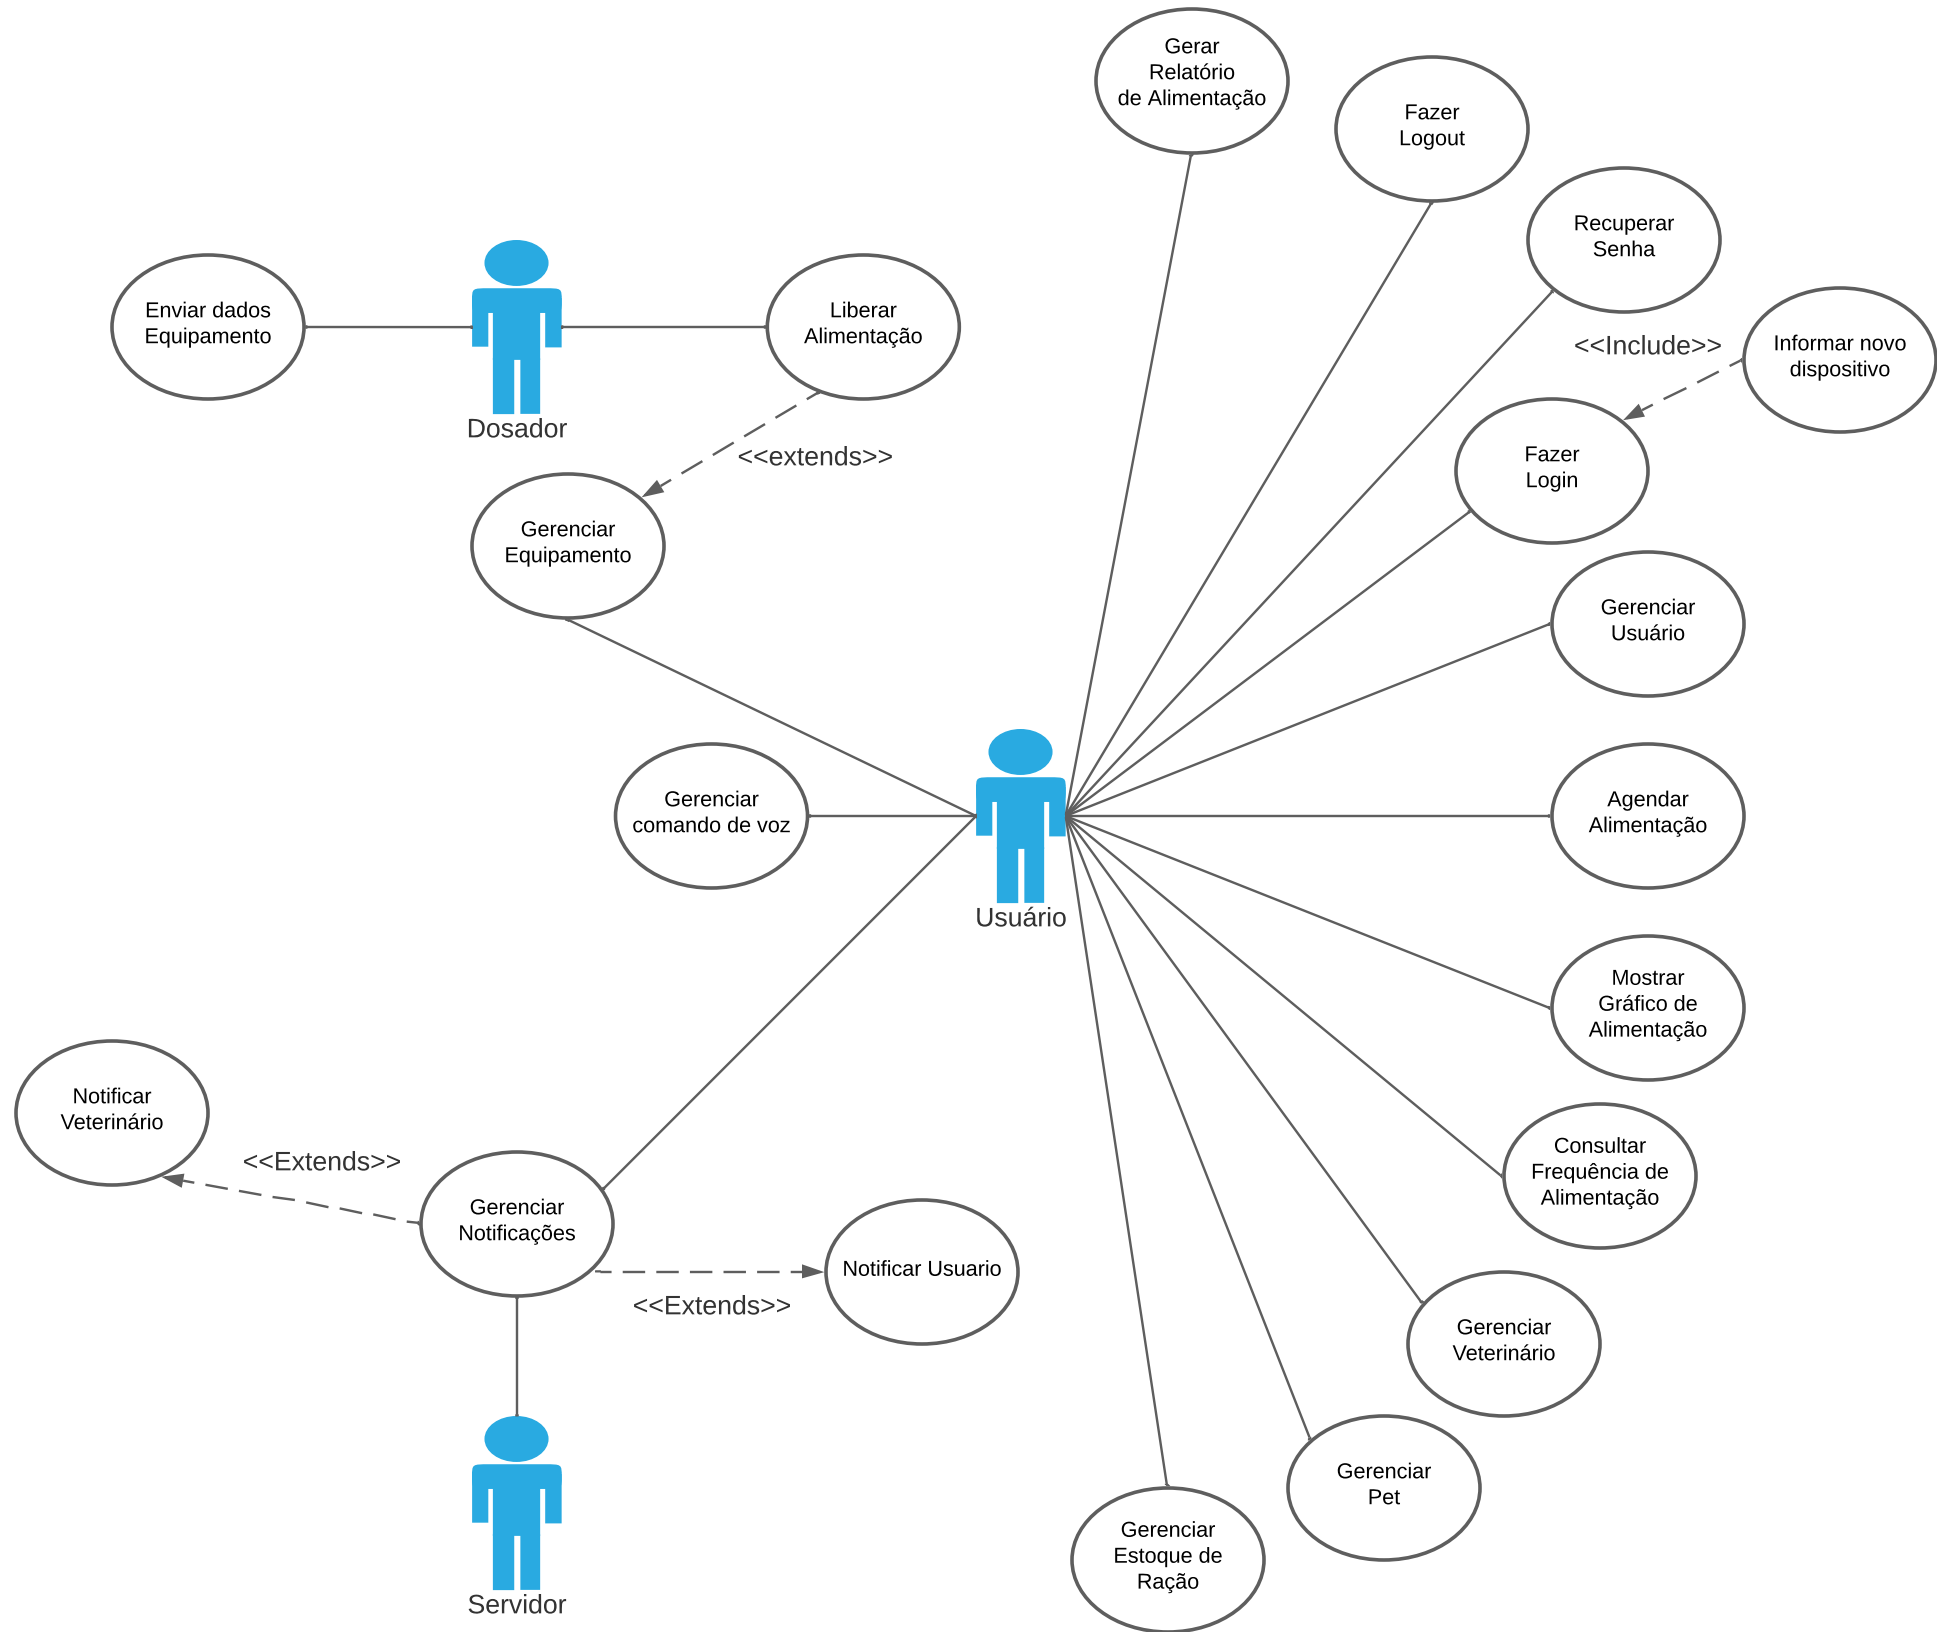 Gerar
Relatório
de Alimentação
Fazer
Logout
Recuperar
Senha
Enviar dados
Equipamento
Liberar
Alimentação
<<Include>>
Informar novo
dispositivo
Dosador
<<extends>>
Fazer
Login
Gerenciar
Equipamento
Gerenciar
Usuário
Gerenciar
comando de voz
Agendar
Alimentação
Usuário
Mostrar
Gráfico de
Alimentação
Notificar
Veterinário
<<Extends>>
Consultar
Frequência de
Alimentação
Gerenciar
Notificações
Notificar Usuario
<<Extends>>
Gerenciar
Veterinário
Gerenciar
Pet
Gerenciar
Estoque de
Ração
Servidor